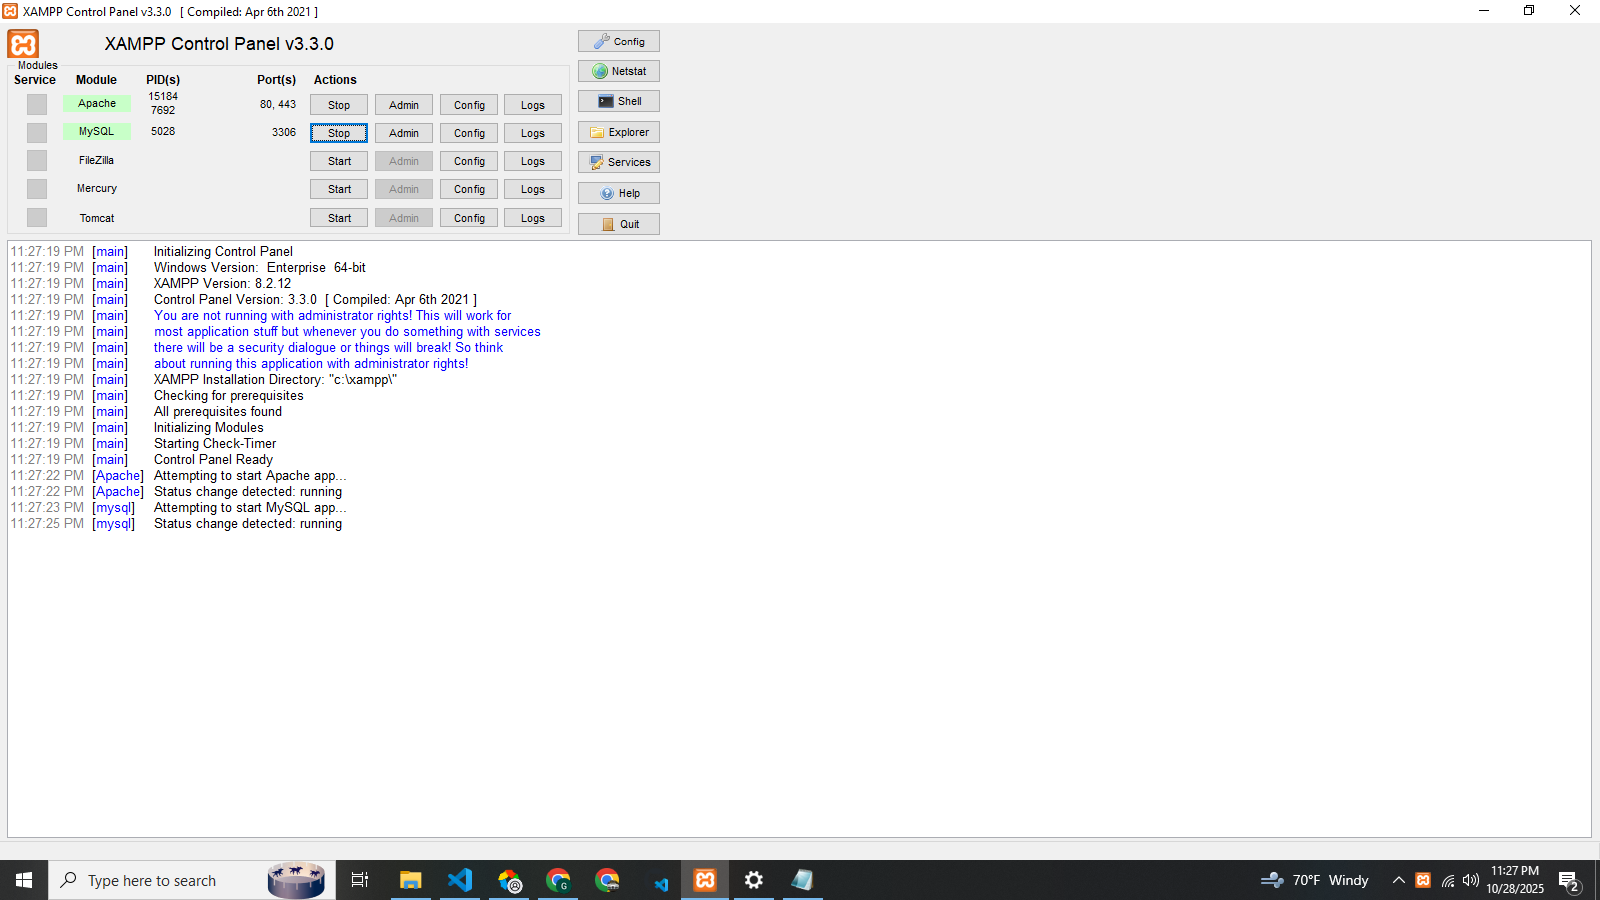 XAMPP Control Panel v3.3.0   [ Compiled: Apr 6th 2021 ]
XAMPP Control Panel v3.3.0
Config
Modules
Service Module PID(s) Port(s) Actions
Netstat
Apache 15184 7692 80, 443 Stop Admin Config Logs
Shell
MySQL 5028 3306 Stop Admin Config Logs
Explorer
FileZilla Start Admin Config Logs
Services
Mercury Start Admin Config Logs
Help
Tomcat Start Admin Config Logs
Quit
11:27:19 PM [main] Initializing Control Panel
11:27:19 PM [main] Windows Version:  Enterprise  64-bit
11:27:19 PM [main] XAMPP Version: 8.2.12
11:27:19 PM [main] Control Panel Version: 3.3.0  [ Compiled: Apr 6th 2021 ]
11:27:19 PM [main] You are not running with administrator rights! This will work for
11:27:19 PM [main] most application stuff but whenever you do something with services
11:27:19 PM [main] there will be a security dialogue or things will break! So think
11:27:19 PM [main] about running this application with administrator rights!
11:27:19 PM [main] XAMPP Installation Directory: "c:\xampp\"
11:27:19 PM [main] Checking for prerequisites
11:27:19 PM [main] All prerequisites found
11:27:19 PM [main] Initializing Modules
11:27:19 PM [main] Starting Check-Timer
11:27:19 PM [main] Control Panel Ready
11:27:22 PM [Apache] Attempting to start Apache app...
11:27:22 PM [Apache] Status change detected: running
11:27:23 PM [mysql] Attempting to start MySQL app...
11:27:25 PM [mysql] Status change detected: running
Type here to search
G
70°F Windy
11:27 PM
10/28/2025
2